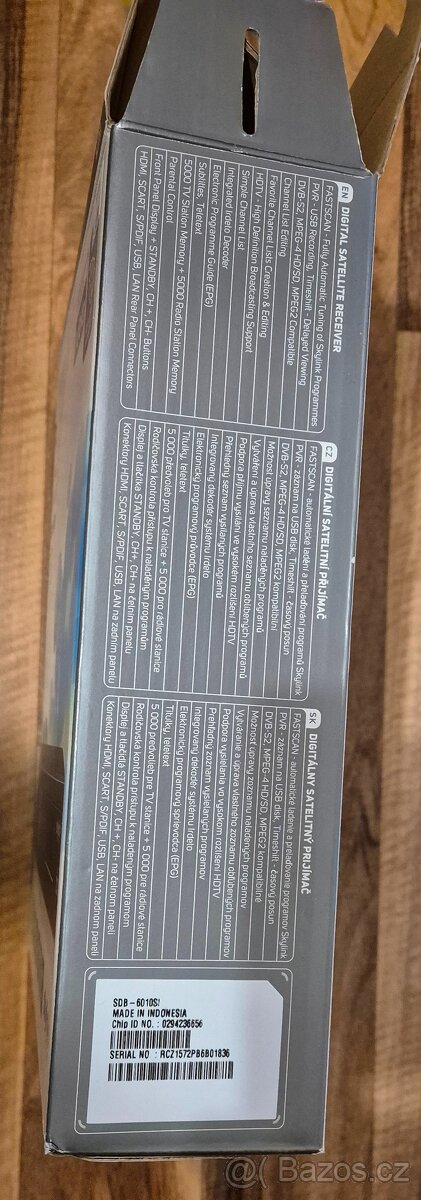 EN DIGITAL SATELLITE RECEIVER
FASTSCAN - Fully Automatic Tuning of Skylink Programmes
PVR - USB Recording, Timeshift - Delayed Viewing
DVB-S2, MPEG-4 HD/SD, MPEG2 Compatible
Channel List Editing
Favorite Channel Lists Creation & Editing
HDTV - High Definition Broadcasting Support
Simple Channel List
Integrated Irdeto Decoder
Electronic Programme Guide (EPG)
Subtitles, Teletext
5000 TV Station Memory + 5000 Radio Station Memory
Parental Control
Front Panel Display + STANDBY, CH +, CH- Buttons
HDMI, SCART, S/PDIF, USB, LAN Rear Panel Connectors
CZ DIGITÁLNÍ SATELITNÍ PŘIJÍMAČ
FASTSCAN - automatické ladění a přelaďování programů Skylink
PVR - záznam na USB disk, Timeshift - časový posun
DVB-S2, MPEG-4 HD/SD, MPEG2 kompatibilní
Možnost úpravy seznamu naladěných programů
Vytváření a úprava vlastního seznamu oblíbených programů
Podpora příjmu vysílání ve vysokém rozlišení HDTV
Přehledný seznam vysílaných programů
Integrovaný dekodér systému Irdeto
Elektronický programový průvodce (EPG)
Titulky, teletext
5 000 předvoleb pro TV stanice + 5 000 pro rádiové stanice
Rodičovská kontrola přístupu k naladěným programům
Displej a tlačidla STANDBY, CH+, CH- na čelním panelu
Konektory HDMI, SCART, S/PDIF, USB, LAN na zadním panelu
SK DIGITÁLNY SATELITNÝ PRIJÍMAČ
FASTSCAN - automatické ladenie a prelaďovanie programov Skylink
PVR - záznam na USB disk, Timeshift - časový posun
DVB-S2, MPEG-4 HD/SD, MPEG2 kompatibilné
Možnosť úpravy zoznamu naladených programov
Vytváranie a úprava vlastného zoznamu obľúbených programov
Podpora vysielania vo vysokom rozlíšení HDTV
Prehľadný zoznam vysielaných programov
Integrovaný dekodér systému Irdeto
Elektronický programový sprievodca (EPG)
Titulky, teletext
5 000 predvolieb pre TV stanice + 5 000 pre rádiové stanice
Rodičovská kontrola prístupu k naladeným programom
Displej a tlačidlá STANDBY, CH +, CH- na čelnom paneli
Konektory HDMI, SCART, S/PDIF, USB, LAN na zadnom paneli
SDB-6010SI
MADE IN INDONESIA
Chip ID NO. : 0294236656
SERIAL NO : RCZ1572PB6B01836
Bazos.cz